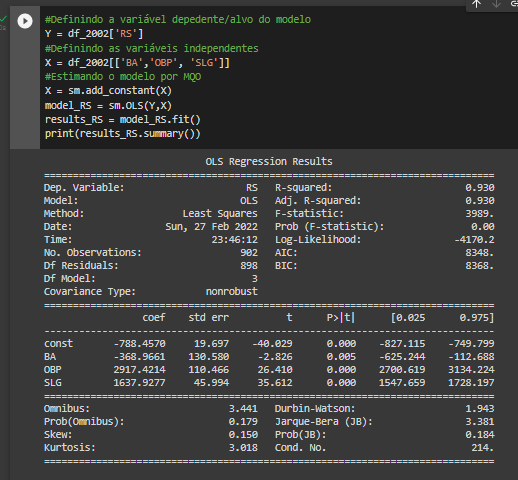 #Definindo a variável depedente/alvo do modelo
Y = df_2002['RS']
#Definindo as variáveis independentes
X = df_2002[['BA','OBP', 'SLG']]
#Estimando o modelo por MQO
X = sm.add_constant(X)
model_RS = sm.OLS(Y,X)
results_RS = model_RS.fit()
print(results_RS.summary())
OLS Regression Results
==============================================================================
Dep. Variable: RS R-squared: 0.930
Model: OLS Adj. R-squared: 0.930
Method: Least Squares F-statistic: 3989.
Date: Sun, 27 Feb 2022 Prob (F-statistic): 0.00
Time: 23:46:12 Log-Likelihood: -4170.2
No. Observations: 902 AIC: 8348.
Df Residuals: 898 BIC: 8368.
Df Model: 3
Covariance Type: nonrobust
==============================================================================
coef std err t P>|t| [0.025 0.975]
------------------------------------------------------------------------------
const -788.4570 19.697 -40.029 0.000 -827.115 -749.799
BA -368.9661 130.580 -2.826 0.005 -625.244 -112.688
OBP 2917.4214 110.466 26.410 0.000 2700.619 3134.224
SLG 1637.9277 45.994 35.612 0.000 1547.659 1728.197
==============================================================================
Omnibus: 3.441 Durbin-Watson: 1.943
Prob(Omnibus): 0.179 Jarque-Bera (JB): 3.381
Skew: 0.150 Prob(JB): 0.184
Kurtosis: 3.018 Cond. No. 214.
==============================================================================